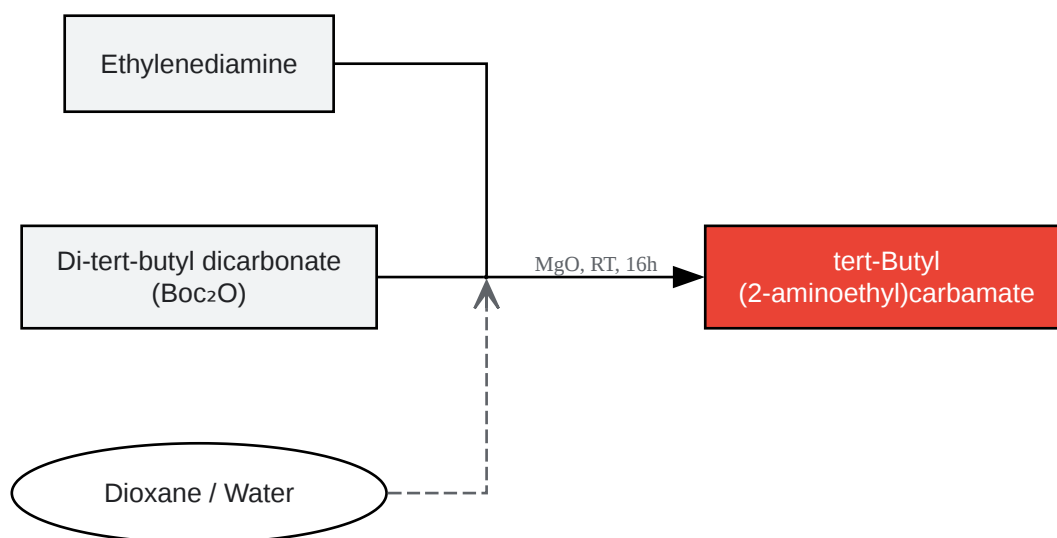 Ethylenediamine
Di-tert-butyl dicarbonate
(Boc₂O)
MgO, RT, 16h
tert-Butyl
(2-aminoethyl)carbamate
Dioxane / Water